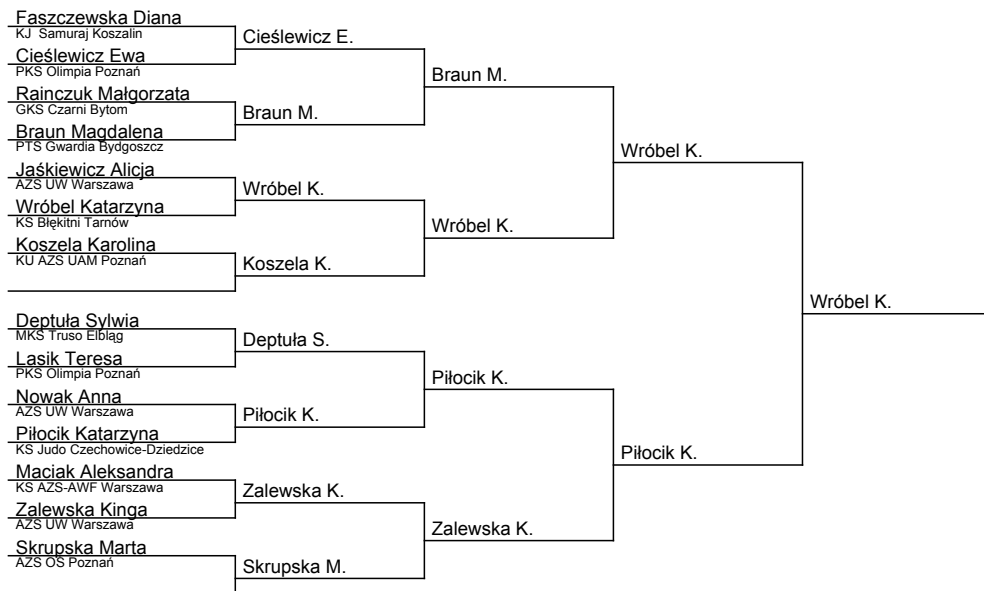 Faszczewska Diana
KJ Samuraj Koszalin
Cieślewicz E.
Cieślewicz Ewa
PKS Olimpia Poznań
Braun M.
Rainczuk Małgorzata
GKS Czarni Bytom
Braun M.
Braun Magdalena
PTS Gwardia Bydgoszcz
Wróbel K.
Jaśkiewicz Alicja
AZS UW Warszawa
Wróbel K.
Wróbel Katarzyna
KS Błękitni Tarnów
Wróbel K.
Koszela Karolina
KU AZS UAM Poznań
Koszela K.
Wróbel K.
Deptuła Sylwia
MKS Truso Elbląg
Deptuła S.
Lasik Teresa
PKS Olimpia Poznań
Piłocik K.
Nowak Anna
AZS UW Warszawa
Piłocik K.
Piłocik Katarzyna
KS Judo Czechowice-Dziedzice
Piłocik K.
Maciak Aleksandra
KS AZS-AWF Warszawa
Zalewska K.
Zalewska Kinga
AZS UW Warszawa
Zalewska K.
Skrupska Marta
AZS OŚ Poznań
Skrupska M.